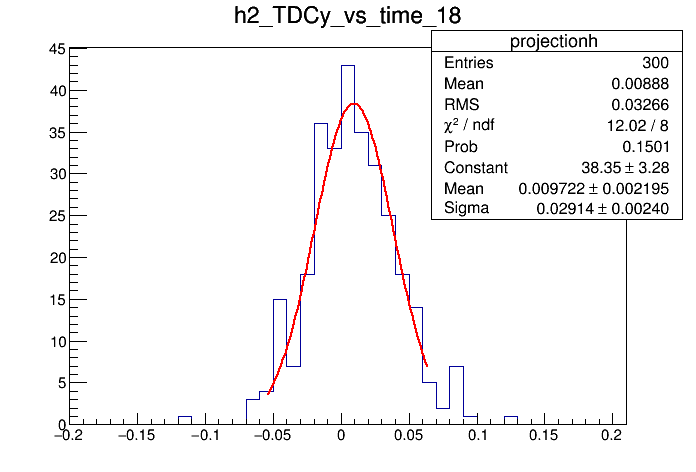 h2_TDCy_vs_time_18
projectionh
Entries 300
Mean 0.00888
RMS 0.03266
χ² / ndf 12.02 / 8
Prob 0.1501
Constant 38.35 ± 3.28
Mean 0.009722 ± 0.002195
Sigma 0.02914 ± 0.00240
45
40
35
30
25
20
15
10
5
0
−0.2 −0.15 −0.1 −0.05 0 0.05 0.1 0.15 0.2